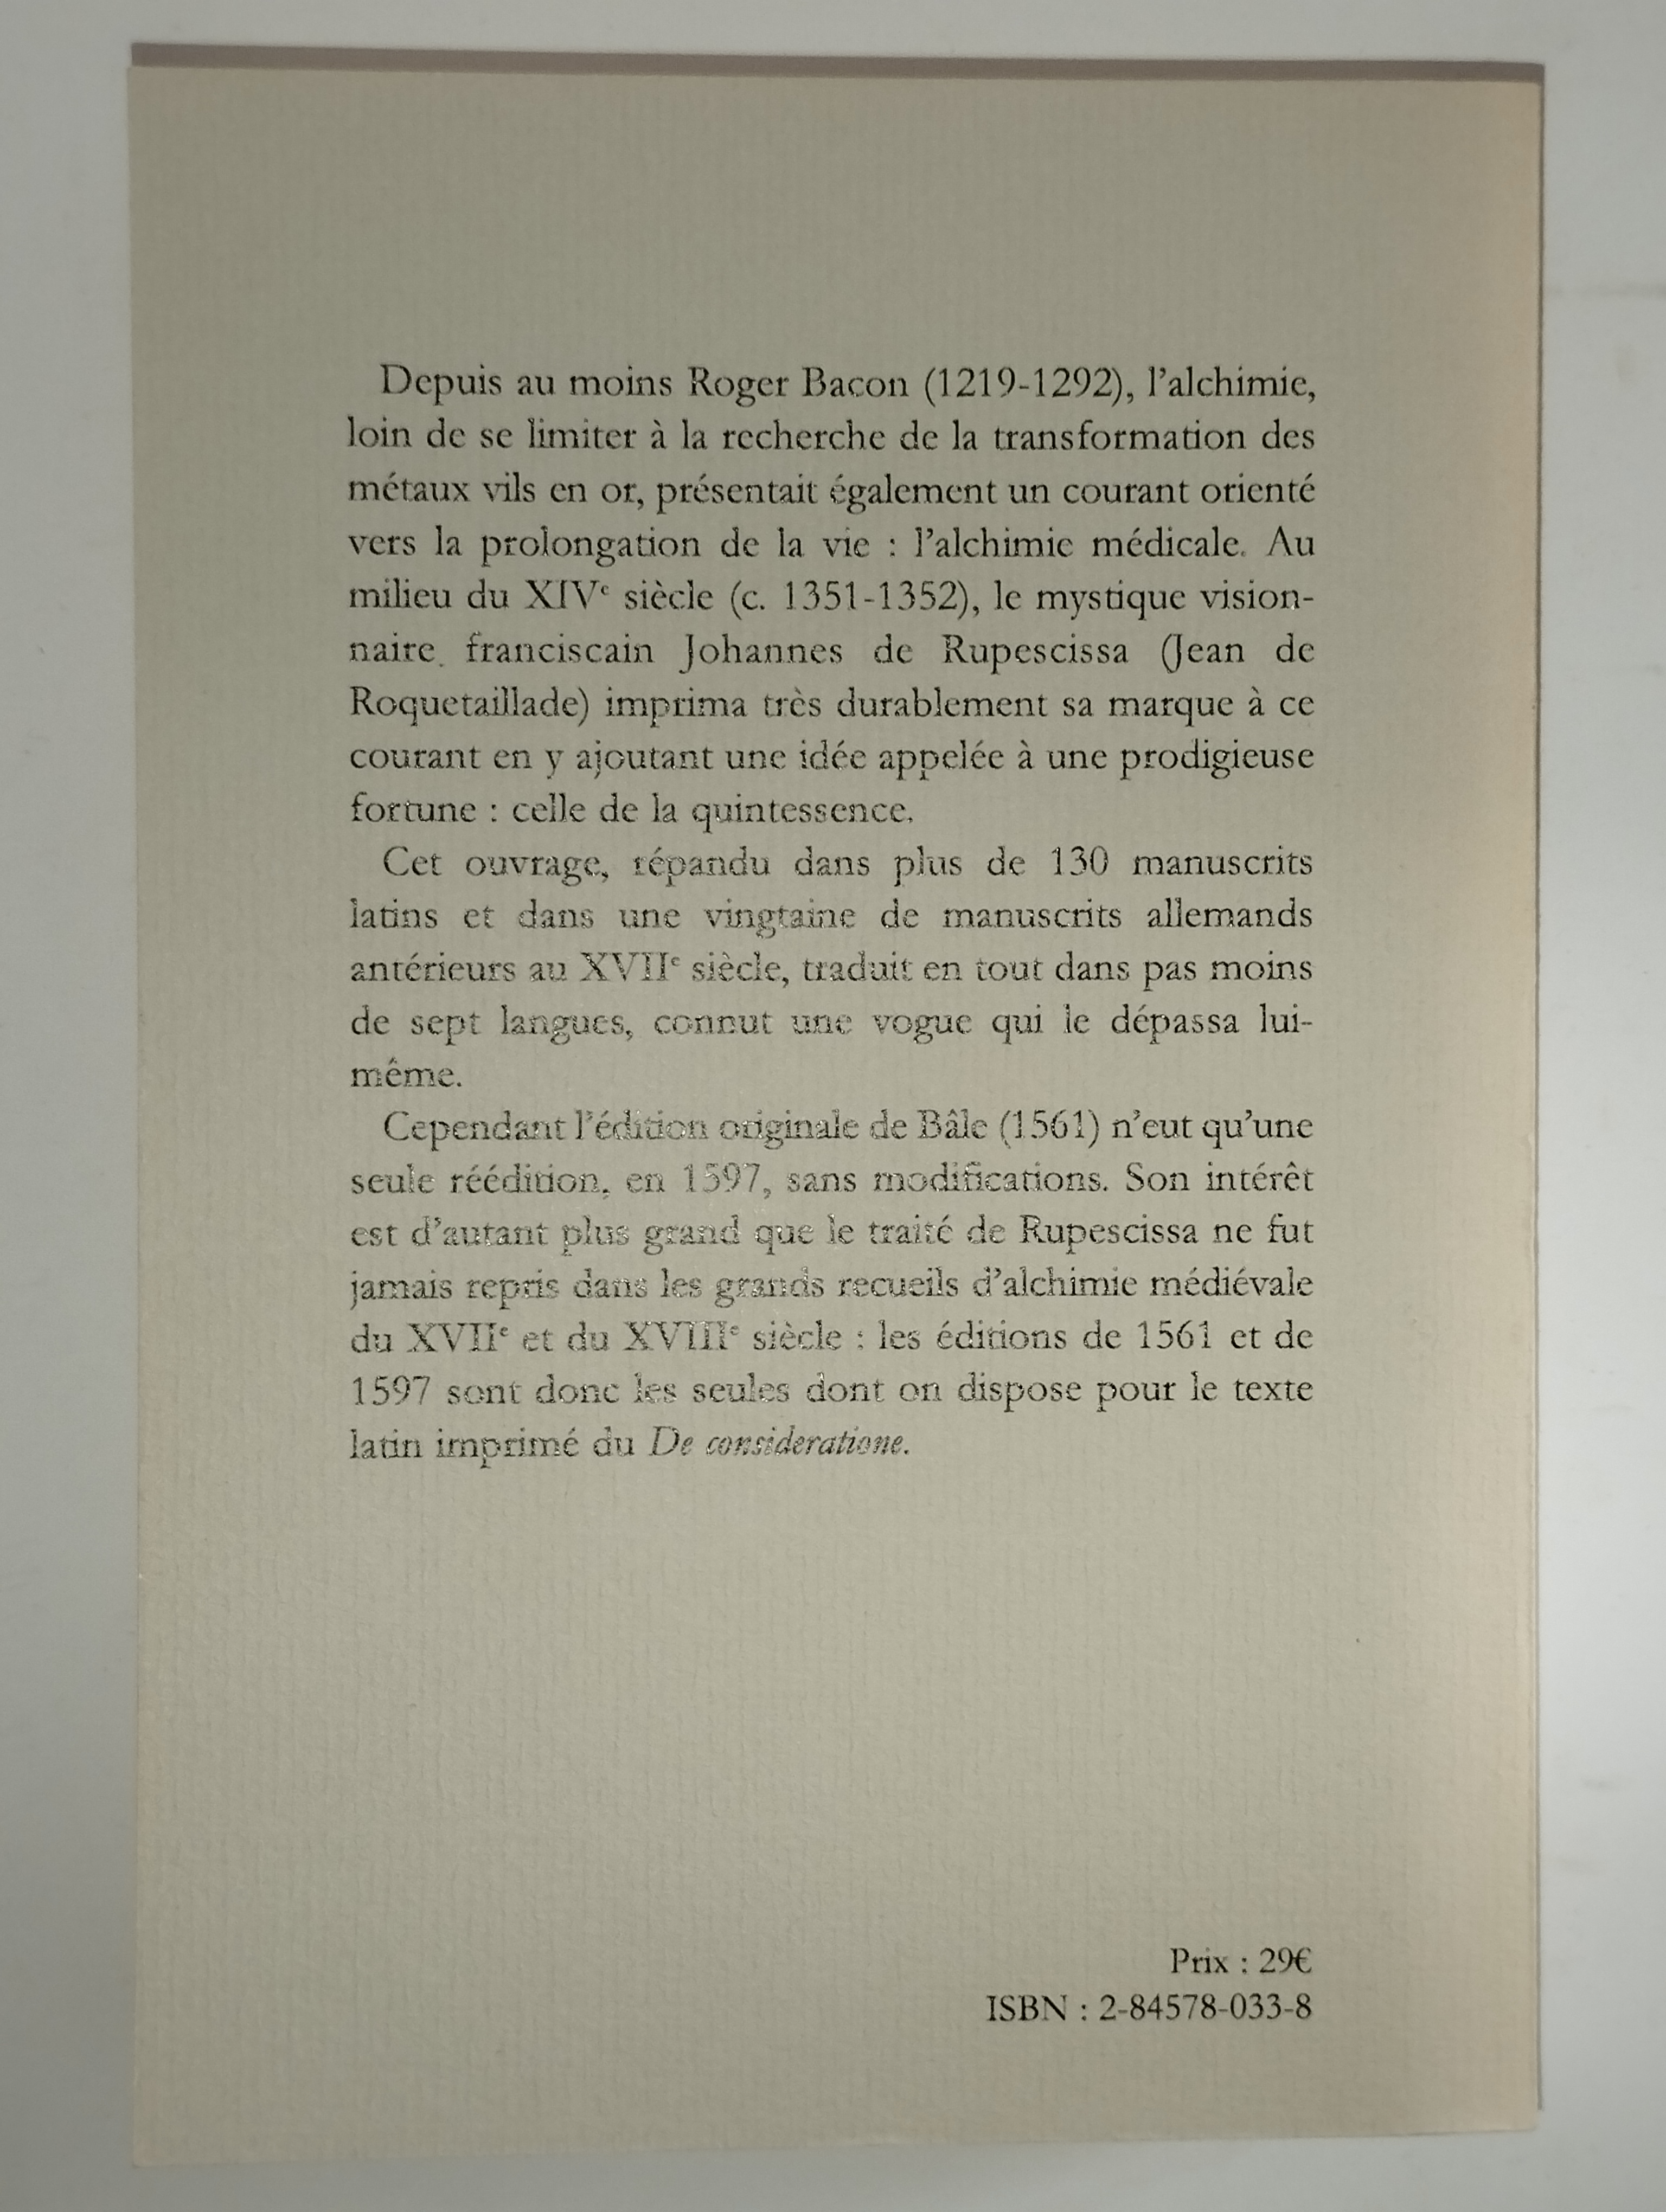 Depuis au moins Roger Bacon (1219-1292), l’alchimie,
loin de se limiter à la recherche de la transformation des
métaux vils en or, présentait également un courant orienté
vers la prolongation de la vie : l’alchimie médicale. Au
milieu du XIVᵉ siècle (c. 1351-1352), le mystique vision-
naire franciscain Johannes de Rupescissa (Jean de
Roquetaillade) imprima très durablement sa marque à ce
courant en y ajoutant une idée appelée à une prodigieuse
fortune : celle de la quintessence.
Cet ouvrage, répandu dans plus de 130 manuscrits
latins et dans une vingtaine de manuscrits allemands
antérieurs au XVIIᵉ siècle, traduit en tout dans pas moins
de sept langues, connut une vogue qui le dépassa lui-
même.
Cependant l’édition originale de Bâle (1561) n’eut qu’une
seule réédition, en 1597, sans modifications. Son intérêt
est d’autant plus grand que le traité de Rupescissa ne fut
jamais repris dans les grands recueils d’alchimie médiévale
du XVIIᵉ et du XVIIIᵉ siècle : les éditions de 1561 et de
1597 sont donc les seules dont on dispose pour le texte
latin imprimé du De consideratione.
Prix : 29€
ISBN : 2-84578-033-8